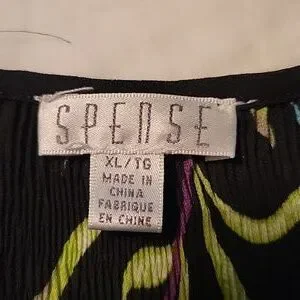 SPENSE
XL/TG
MADE IN
CHINA
FABRIQUE
EN CHINE